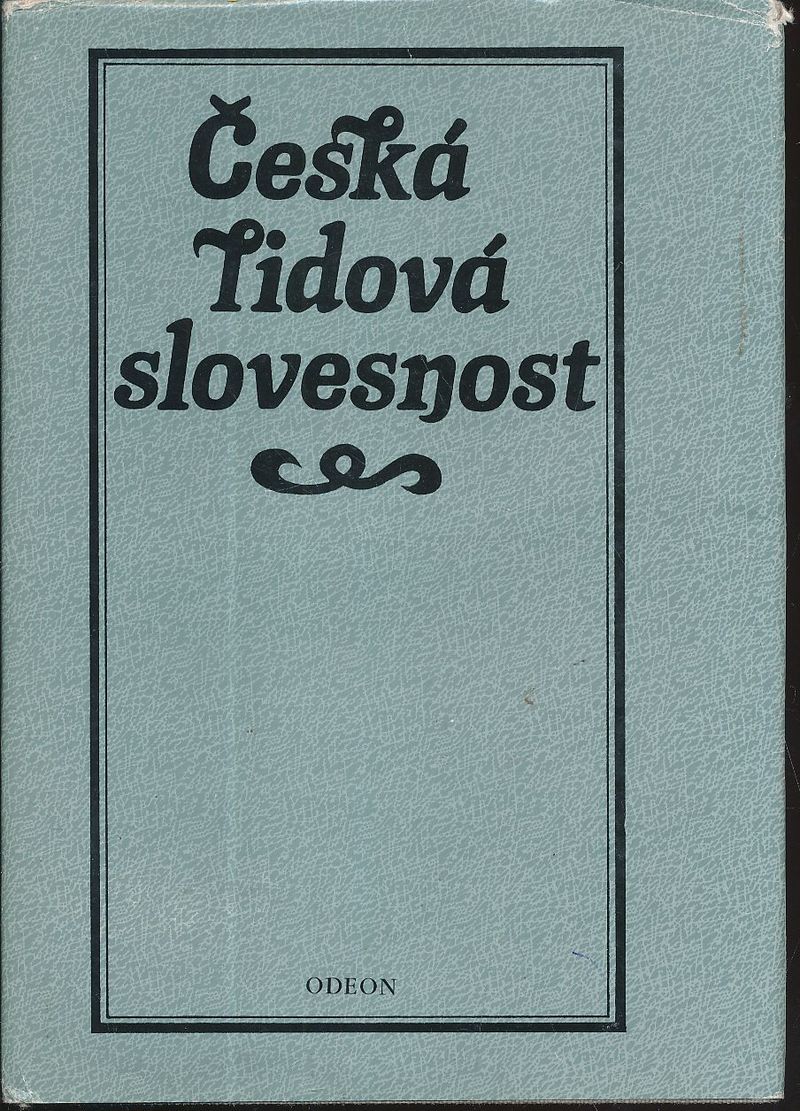 Česká
lidová
slovesnost
ODEON